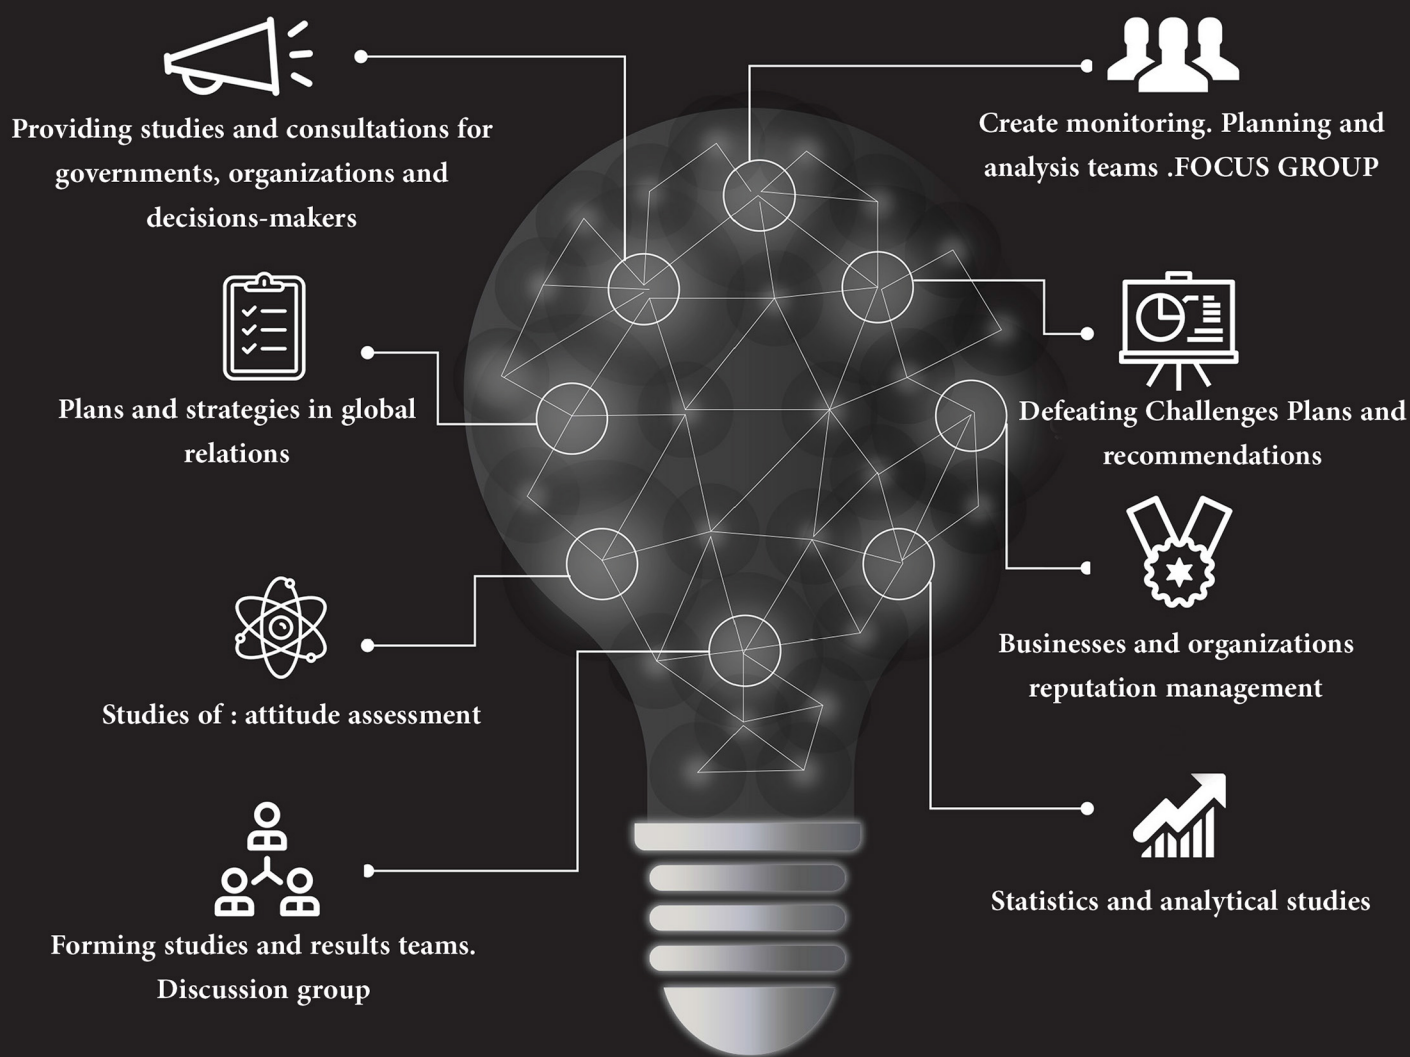 Providing studies and consultations for
governments, organizations and
decisions-makers
Plans and strategies in global
relations
Studies of : attitude assessment
Forming studies and results teams.
Discussion group
Create monitoring. Planning and
analysis teams .FOCUS GROUP
Defeating Challenges Plans and
recommendations
Businesses and organizations
reputation management
Statistics and analytical studies